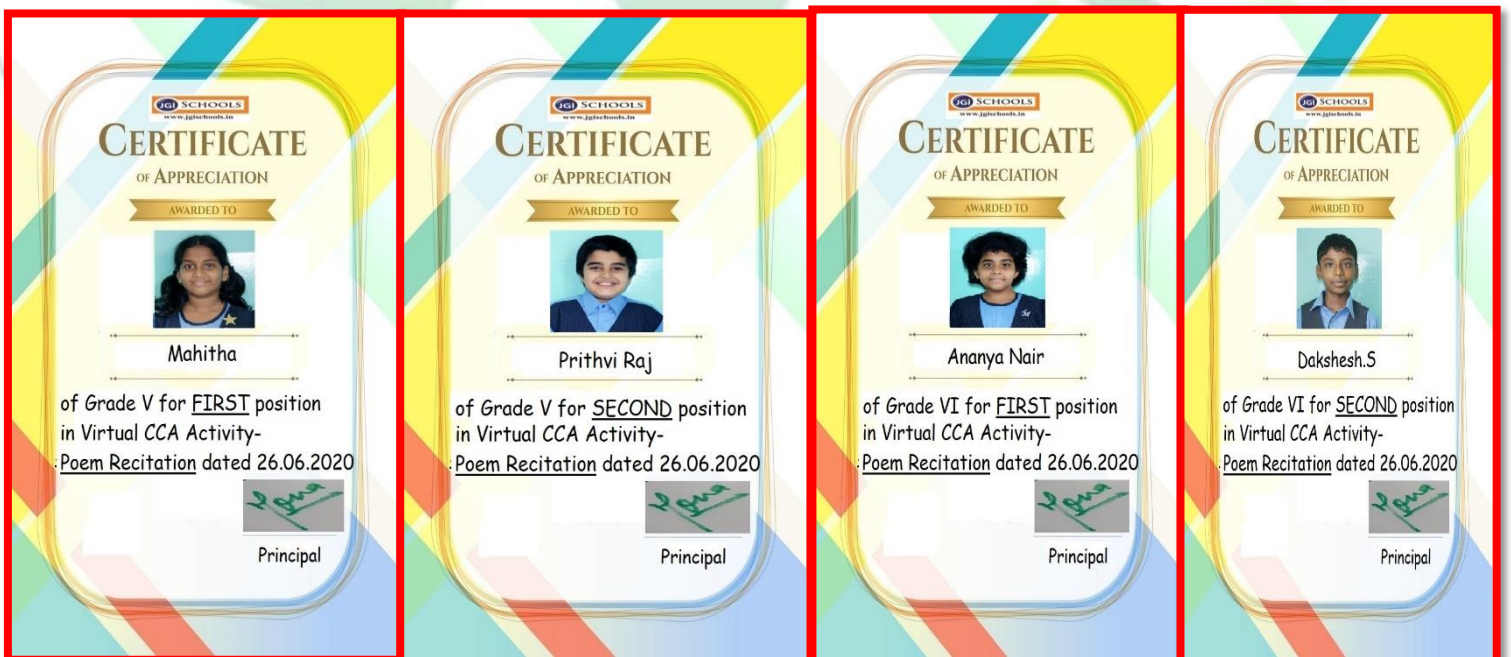 JGI SCHOOLS
www.jgischools.in
CERTIFICATE
OF APPRECIATION
AWARDED TO
Mahitha
of Grade V for FIRST position
in Virtual CCA Activity-
Poem Recitation dated 26.06.2020
Principal
JGI SCHOOLS
www.jgischools.in
CERTIFICATE
OF APPRECIATION
AWARDED TO
Prithvi Raj
of Grade V for SECOND position
in Virtual CCA Activity-
Poem Recitation dated 26.06.2020
Principal
JGI SCHOOLS
www.jgischools.in
CERTIFICATE
OF APPRECIATION
AWARDED TO
Ananya Nair
of Grade VI for FIRST position
in Virtual CCA Activity-
Poem Recitation dated 26.06.2020
Principal
JGI SCHOOLS
www.jgischools.in
CERTIFICATE
OF APPRECIATION
AWARDED TO
Dakshesh.S
of Grade VI for SECOND position
in Virtual CCA Activity-
Poem Recitation dated 26.06.2020
Principal